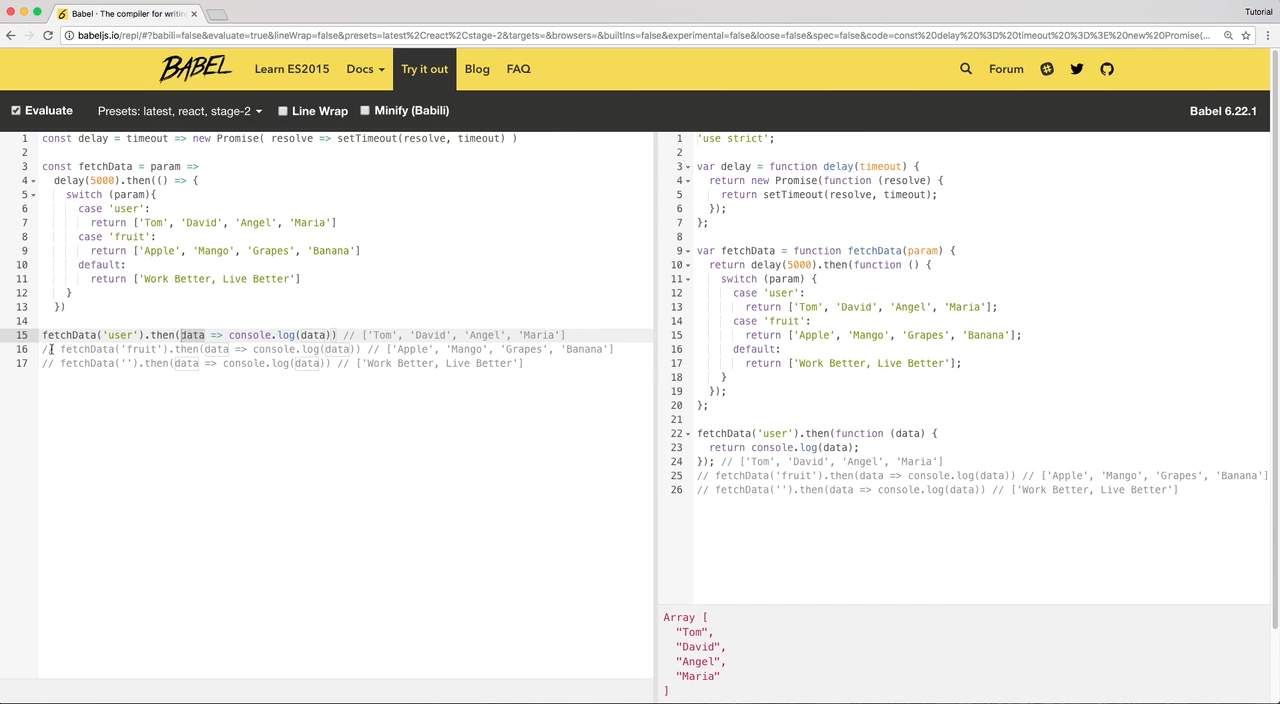 Babel · The compiler for writin
Tutorial
babeljs.io/repl/#?babili=false&evaluate=true&lineWrap=false&presets=latest%2Creact%2Cstage-2&targets=&browsers=&builtIns=false&experimental=false&loose=false&spec=false&code=const%20delay%20%3D%20timeout%20%3D%3E%20new%20Promise(...
BABEL Learn ES2015 Docs Try it out Blog FAQ Forum
Evaluate Presets: latest, react, stage-2 Line Wrap Minify (Babili) Babel 6.22.1
1 const delay = timeout => new Promise( resolve => setTimeout(resolve, timeout) )
2
3 const fetchData = param =>
4 delay(5000).then(() => {
5 switch (param){
6 case 'user':
7 return ['Tom', 'David', 'Angel', 'Maria']
8 case 'fruit':
9 return ['Apple', 'Mango', 'Grapes', 'Banana']
10 default:
11 return ['Work Better, Live Better']
12 }
13 })
14
15 fetchData('user').then(data => console.log(data)) // ['Tom', 'David', 'Angel', 'Maria']
16 // fetchData('fruit').then(data => console.log(data)) // ['Apple', 'Mango', 'Grapes', 'Banana']
17 // fetchData('').then(data => console.log(data)) // ['Work Better, Live Better']
1 'use strict';
2
3 var delay = function delay(timeout) {
4 return new Promise(function (resolve) {
5 return setTimeout(resolve, timeout);
6 });
7 };
8
9 var fetchData = function fetchData(param) {
10 return delay(5000).then(function () {
11 switch (param) {
12 case 'user':
13 return ['Tom', 'David', 'Angel', 'Maria'];
14 case 'fruit':
15 return ['Apple', 'Mango', 'Grapes', 'Banana'];
16 default:
17 return ['Work Better, Live Better'];
18 }
19 });
20 };
21
22 fetchData('user').then(function (data) {
23 return console.log(data);
24 }); // ['Tom', 'David', 'Angel', 'Maria']
25 // fetchData('fruit').then(data => console.log(data)) // ['Apple', 'Mango', 'Grapes', 'Banana']
26 // fetchData('').then(data => console.log(data)) // ['Work Better, Live Better']
Array [
"Tom",
"David",
"Angel",
"Maria"
]